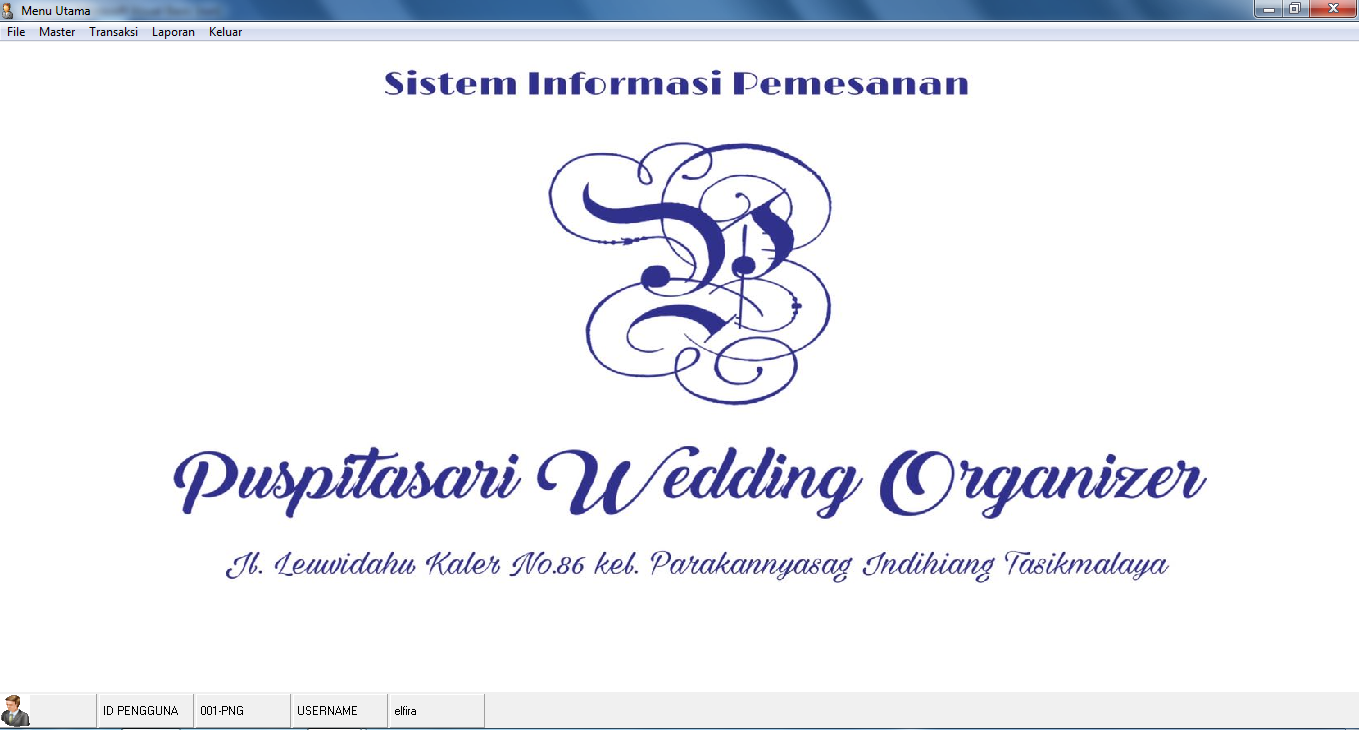 Menu Utama
File Master Transaksi Laporan Keluar
Sistem Informasi Pemesanan
Puspitasari Wedding Organizer
Jl. Leuwidahu Kaler No.86 kel. Parakannyasag Indihiang Tasikmalaya
ID PENGGUNA 001-PNG USERNAME elfira